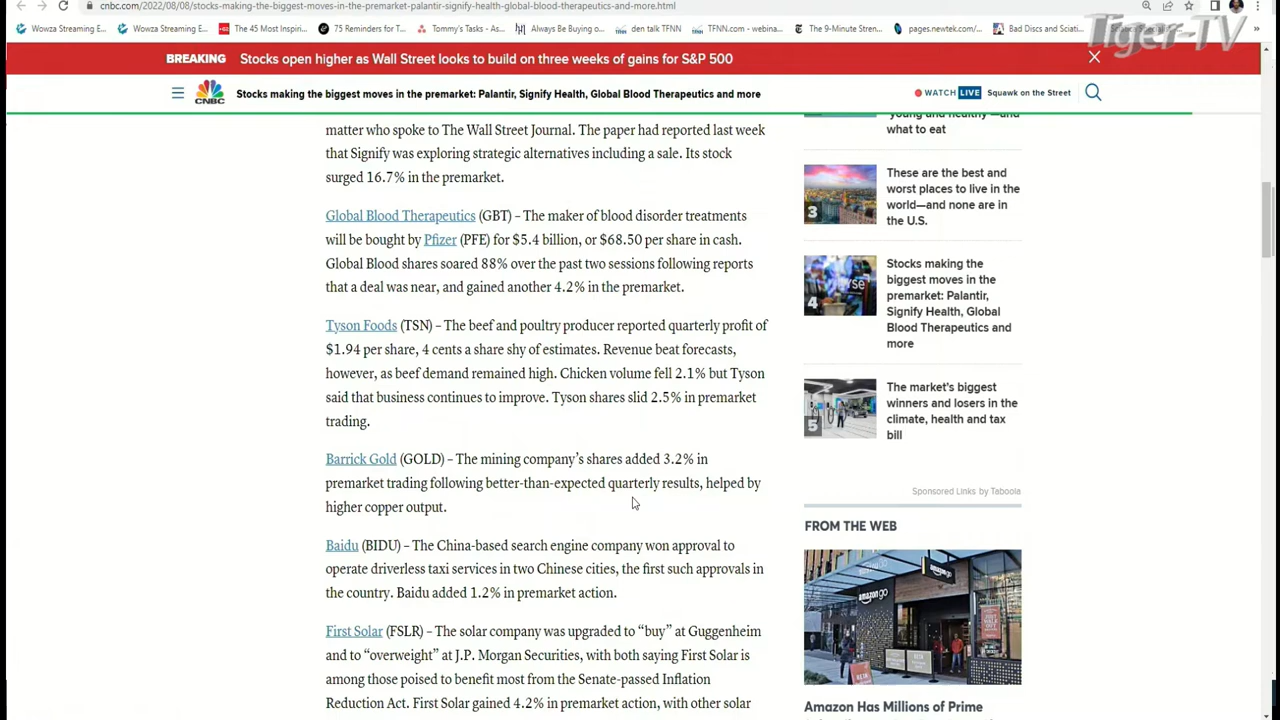 cnbc.com/2022/08/08/stocks-making-the-biggest-moves-in-the-premarket-palantir-signify-health-global-blood-therapeutics-and-more.html
Wowza Streaming E...
Wowza Streaming E...
The 45 Most Inspiri...
75 Reminders for T...
Tommy's Tasks - As...
Always Be Buying o...
den talk TFNN
TFNN.com - webina...
The 9-Minute Stren...
pages.newtek.com/...
Bad Discs and Sciati...
»
Tiger-TV
BREAKING Stocks open higher as Wall Street looks to build on three weeks of gains for S&P 500
CNBC
Stocks making the biggest moves in the premarket: Palantir, Signify Health, Global Blood Therapeutics and more
WATCH LIVE Squawk on the Street
matter who spoke to The Wall Street Journal. The paper had reported last week
that Signify was exploring strategic alternatives including a sale. Its stock
surged 16.7% in the premarket.
Global Blood Therapeutics (GBT) – The maker of blood disorder treatments
will be bought by Pfizer (PFE) for $5.4 billion, or $68.50 per share in cash.
Global Blood shares soared 88% over the past two sessions following reports
that a deal was near, and gained another 4.2% in the premarket.
Tyson Foods (TSN) – The beef and poultry producer reported quarterly profit of
$1.94 per share, 4 cents a share shy of estimates. Revenue beat forecasts,
however, as beef demand remained high. Chicken volume fell 2.1% but Tyson
said that business continues to improve. Tyson shares slid 2.5% in premarket
trading.
Barrick Gold (GOLD) – The mining company's shares added 3.2% in
premarket trading following better-than-expected quarterly results, helped by
higher copper output.
Baidu (BIDU) – The China-based search engine company won approval to
operate driverless taxi services in two Chinese cities, the first such approvals in
the country. Baidu added 1.2% in premarket action.
First Solar (FSLR) – The solar company was upgraded to “buy” at Guggenheim
and to “overweight” at J.P. Morgan Securities, with both saying First Solar is
among those poised to benefit most from the Senate-passed Inflation
Reduction Act. First Solar gained 4.2% in premarket action, with other solar
young and healthy—and
what to eat
3
These are the best and
worst places to live in the
world—and none are in
the U.S.
4
Stocks making the
biggest moves in the
premarket: Palantir,
Signify Health, Global
Blood Therapeutics and
more
5
The market's biggest
winners and losers in the
climate, health and tax
bill
Sponsored Links by Taboola
FROM THE WEB
amazon go
amazon go
Amazon Has Millions of Prime